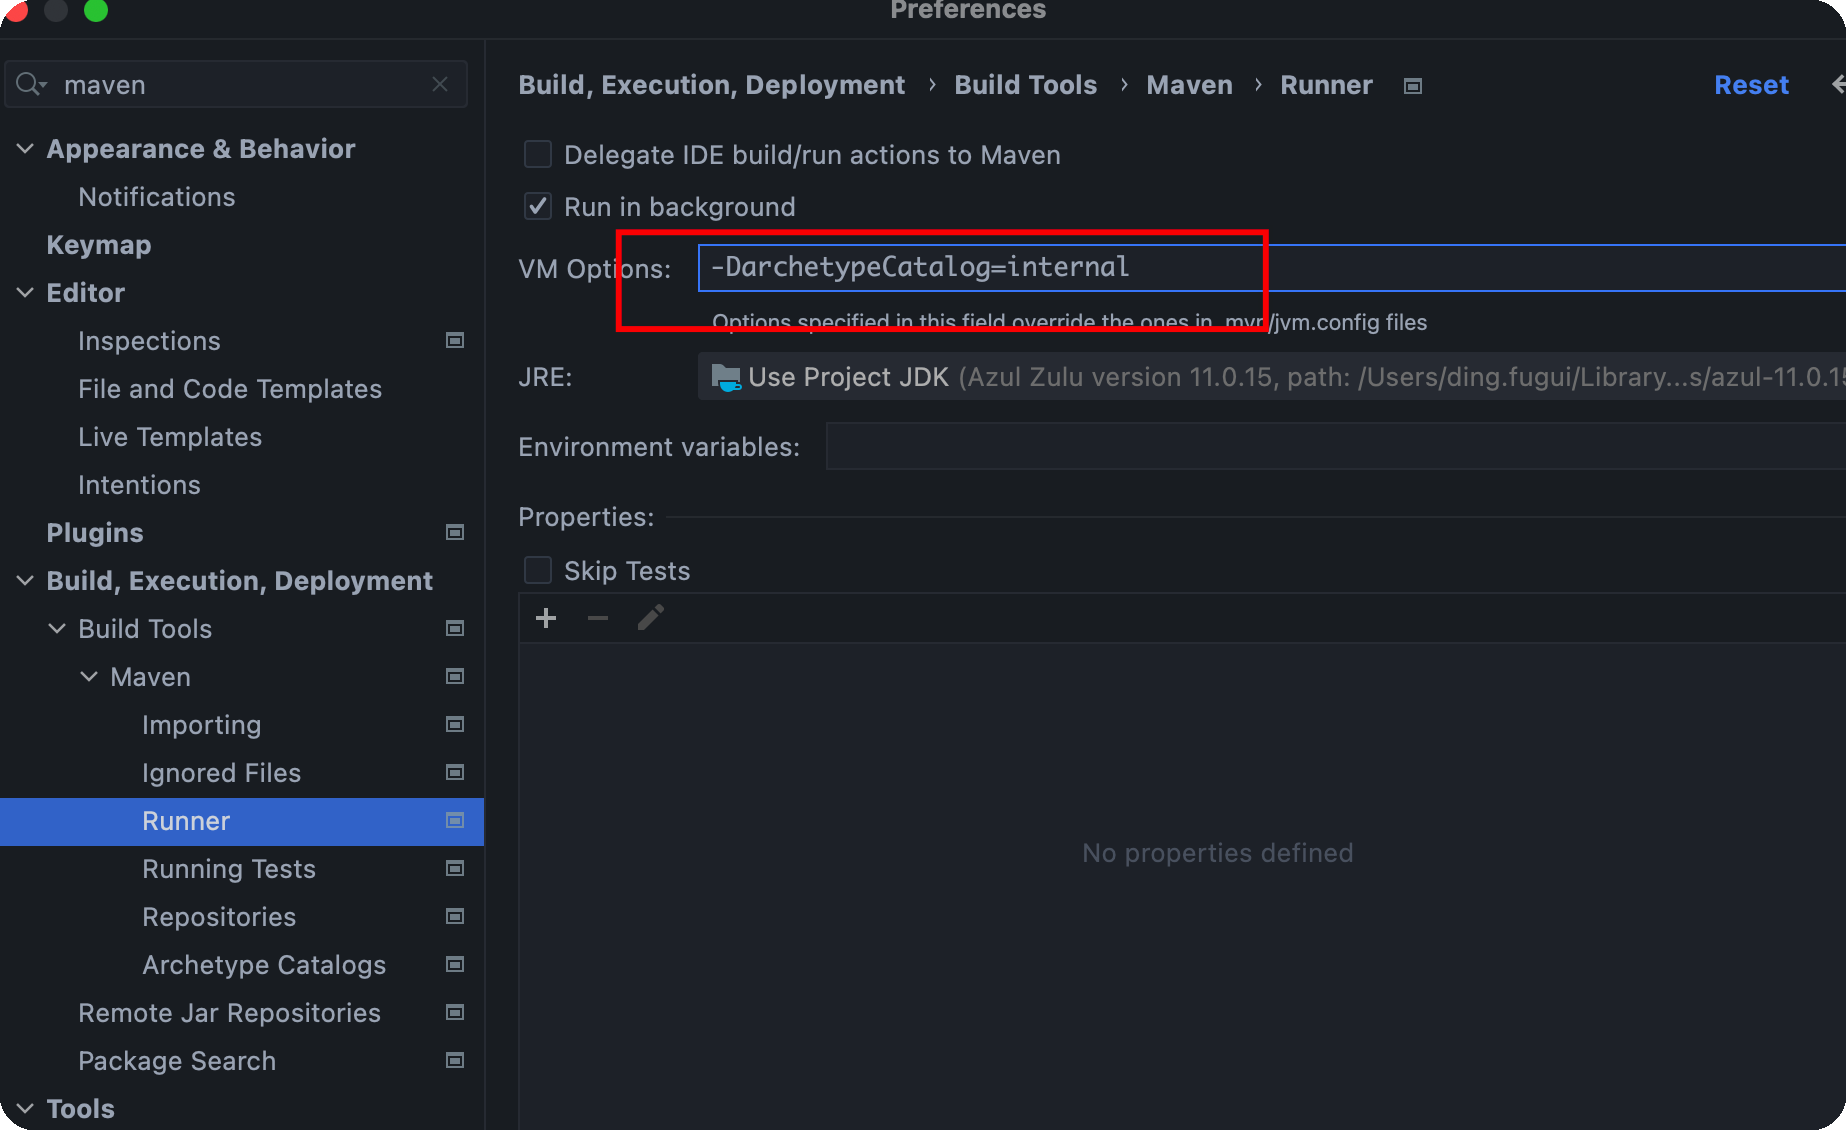 Preferences
maven
Appearance & Behavior
Notifications
Keymap
Editor
Inspections
File and Code Templates
Live Templates
Intentions
Plugins
Build, Execution, Deployment
Build Tools
Maven
Importing
Ignored Files
Runner
Running Tests
Repositories
Archetype Catalogs
Remote Jar Repositories
Package Search
Tools
Build, Execution, Deployment › Build Tools › Maven › Runner
Reset
Delegate IDE build/run actions to Maven
Run in background
VM Options: -DarchetypeCatalog=internal
Options specified in this field override the ones in .mvn/jvm.config files
JRE: Use Project JDK (Azul Zulu version 11.0.15, path: /Users/ding.fugui/Library...s/azul-11.0.15
Environment variables:
Properties:
Skip Tests
No properties defined